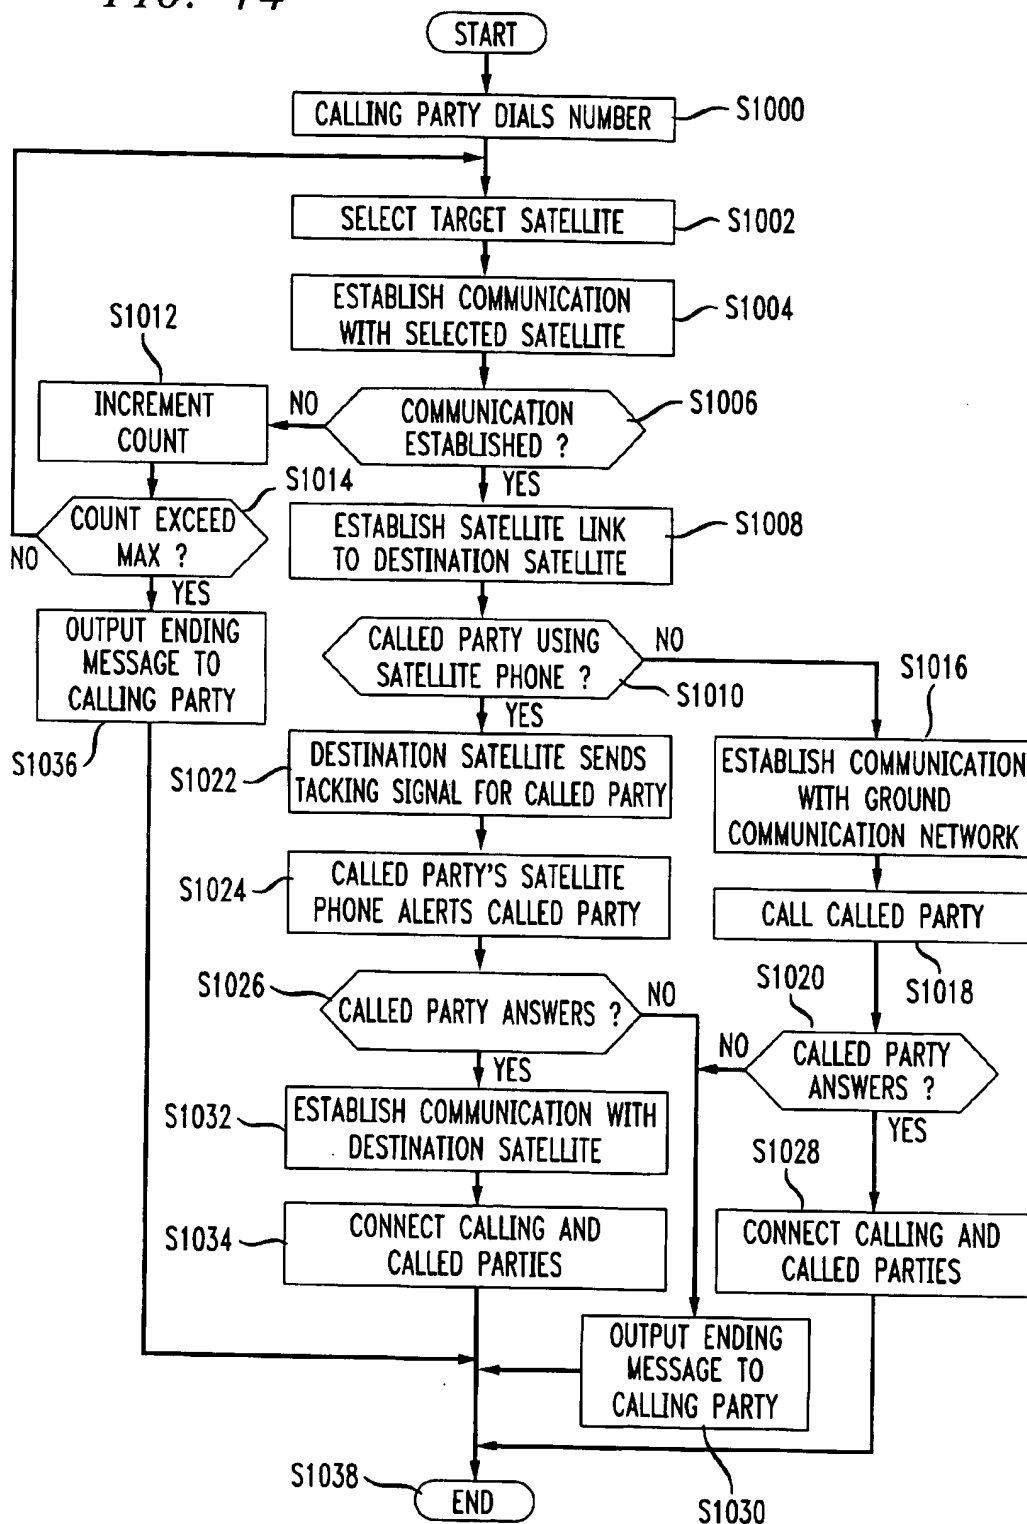 FIG. 14
START
CALLING PARTY DIALS NUMBER
S1000
SELECT TARGET SATELLITE
S1002
ESTABLISH COMMUNICATION
WITH SELECTED SATELLITE
S1004
S1012
INCREMENT
COUNT
NO
COMMUNICATION
ESTABLISHED ?
S1006
YES
S1014
COUNT EXCEED
MAX ?
NO
YES
ESTABLISH SATELLITE LINK
TO DESTINATION SATELLITE
S1008
OUTPUT ENDING
MESSAGE TO
CALLING PARTY
S1036
CALLED PARTY USING
SATELLITE PHONE ?
NO
S1010
YES
S1016
ESTABLISH COMMUNICATION
WITH GROUND
COMMUNICATION NETWORK
S1022
DESTINATION SATELLITE SENDS
TACKING SIGNAL FOR CALLED PARTY
S1024
CALLED PARTY'S SATELLITE
PHONE ALERTS CALLED PARTY
CALL CALLED PARTY
S1018
S1026
CALLED PARTY ANSWERS ?
NO
YES
S1020
NO
CALLED PARTY
ANSWERS ?
YES
S1032
ESTABLISH COMMUNICATION WITH
DESTINATION SATELLITE
S1028
S1034
CONNECT CALLING AND
CALLED PARTIES
CONNECT CALLING AND
CALLED PARTIES
OUTPUT ENDING
MESSAGE TO
CALLING PARTY
S1030
S1038
END